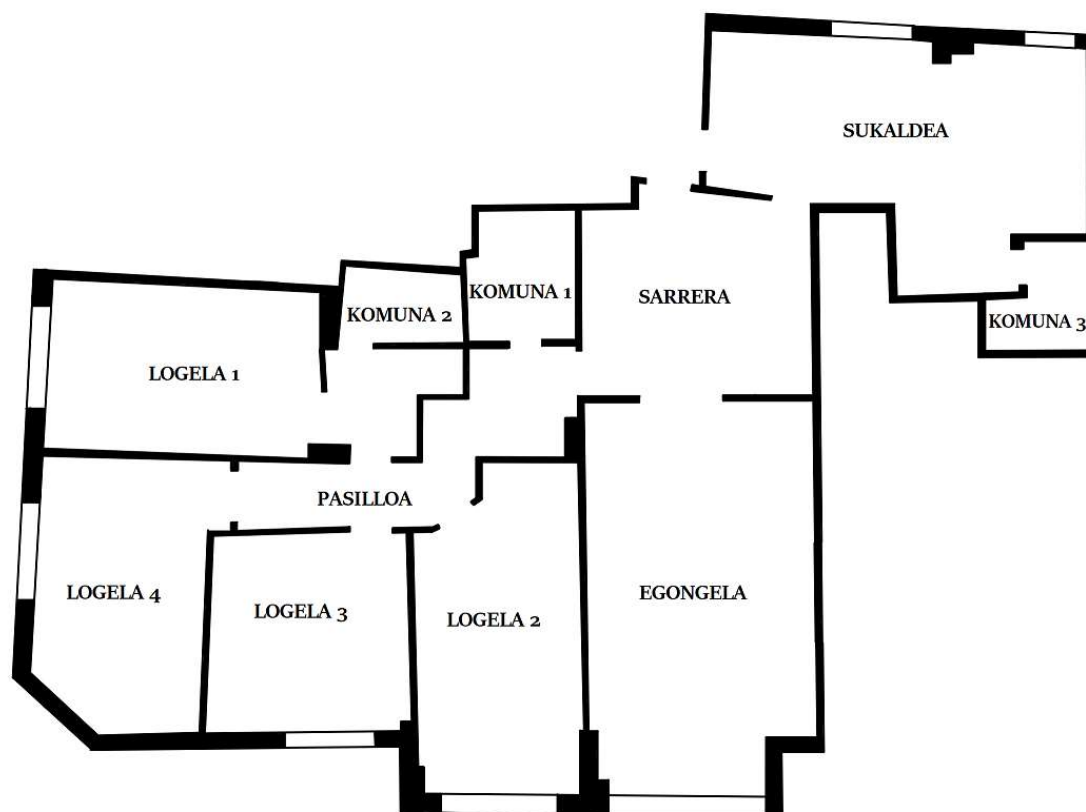 SUKALDEA
KOMUNA 1
SARRERA
KOMUNA 2
KOMUNA 3
LOGELA 1
PASILLOA
LOGELA 4
LOGELA 3
LOGELA 2
EGONGELA